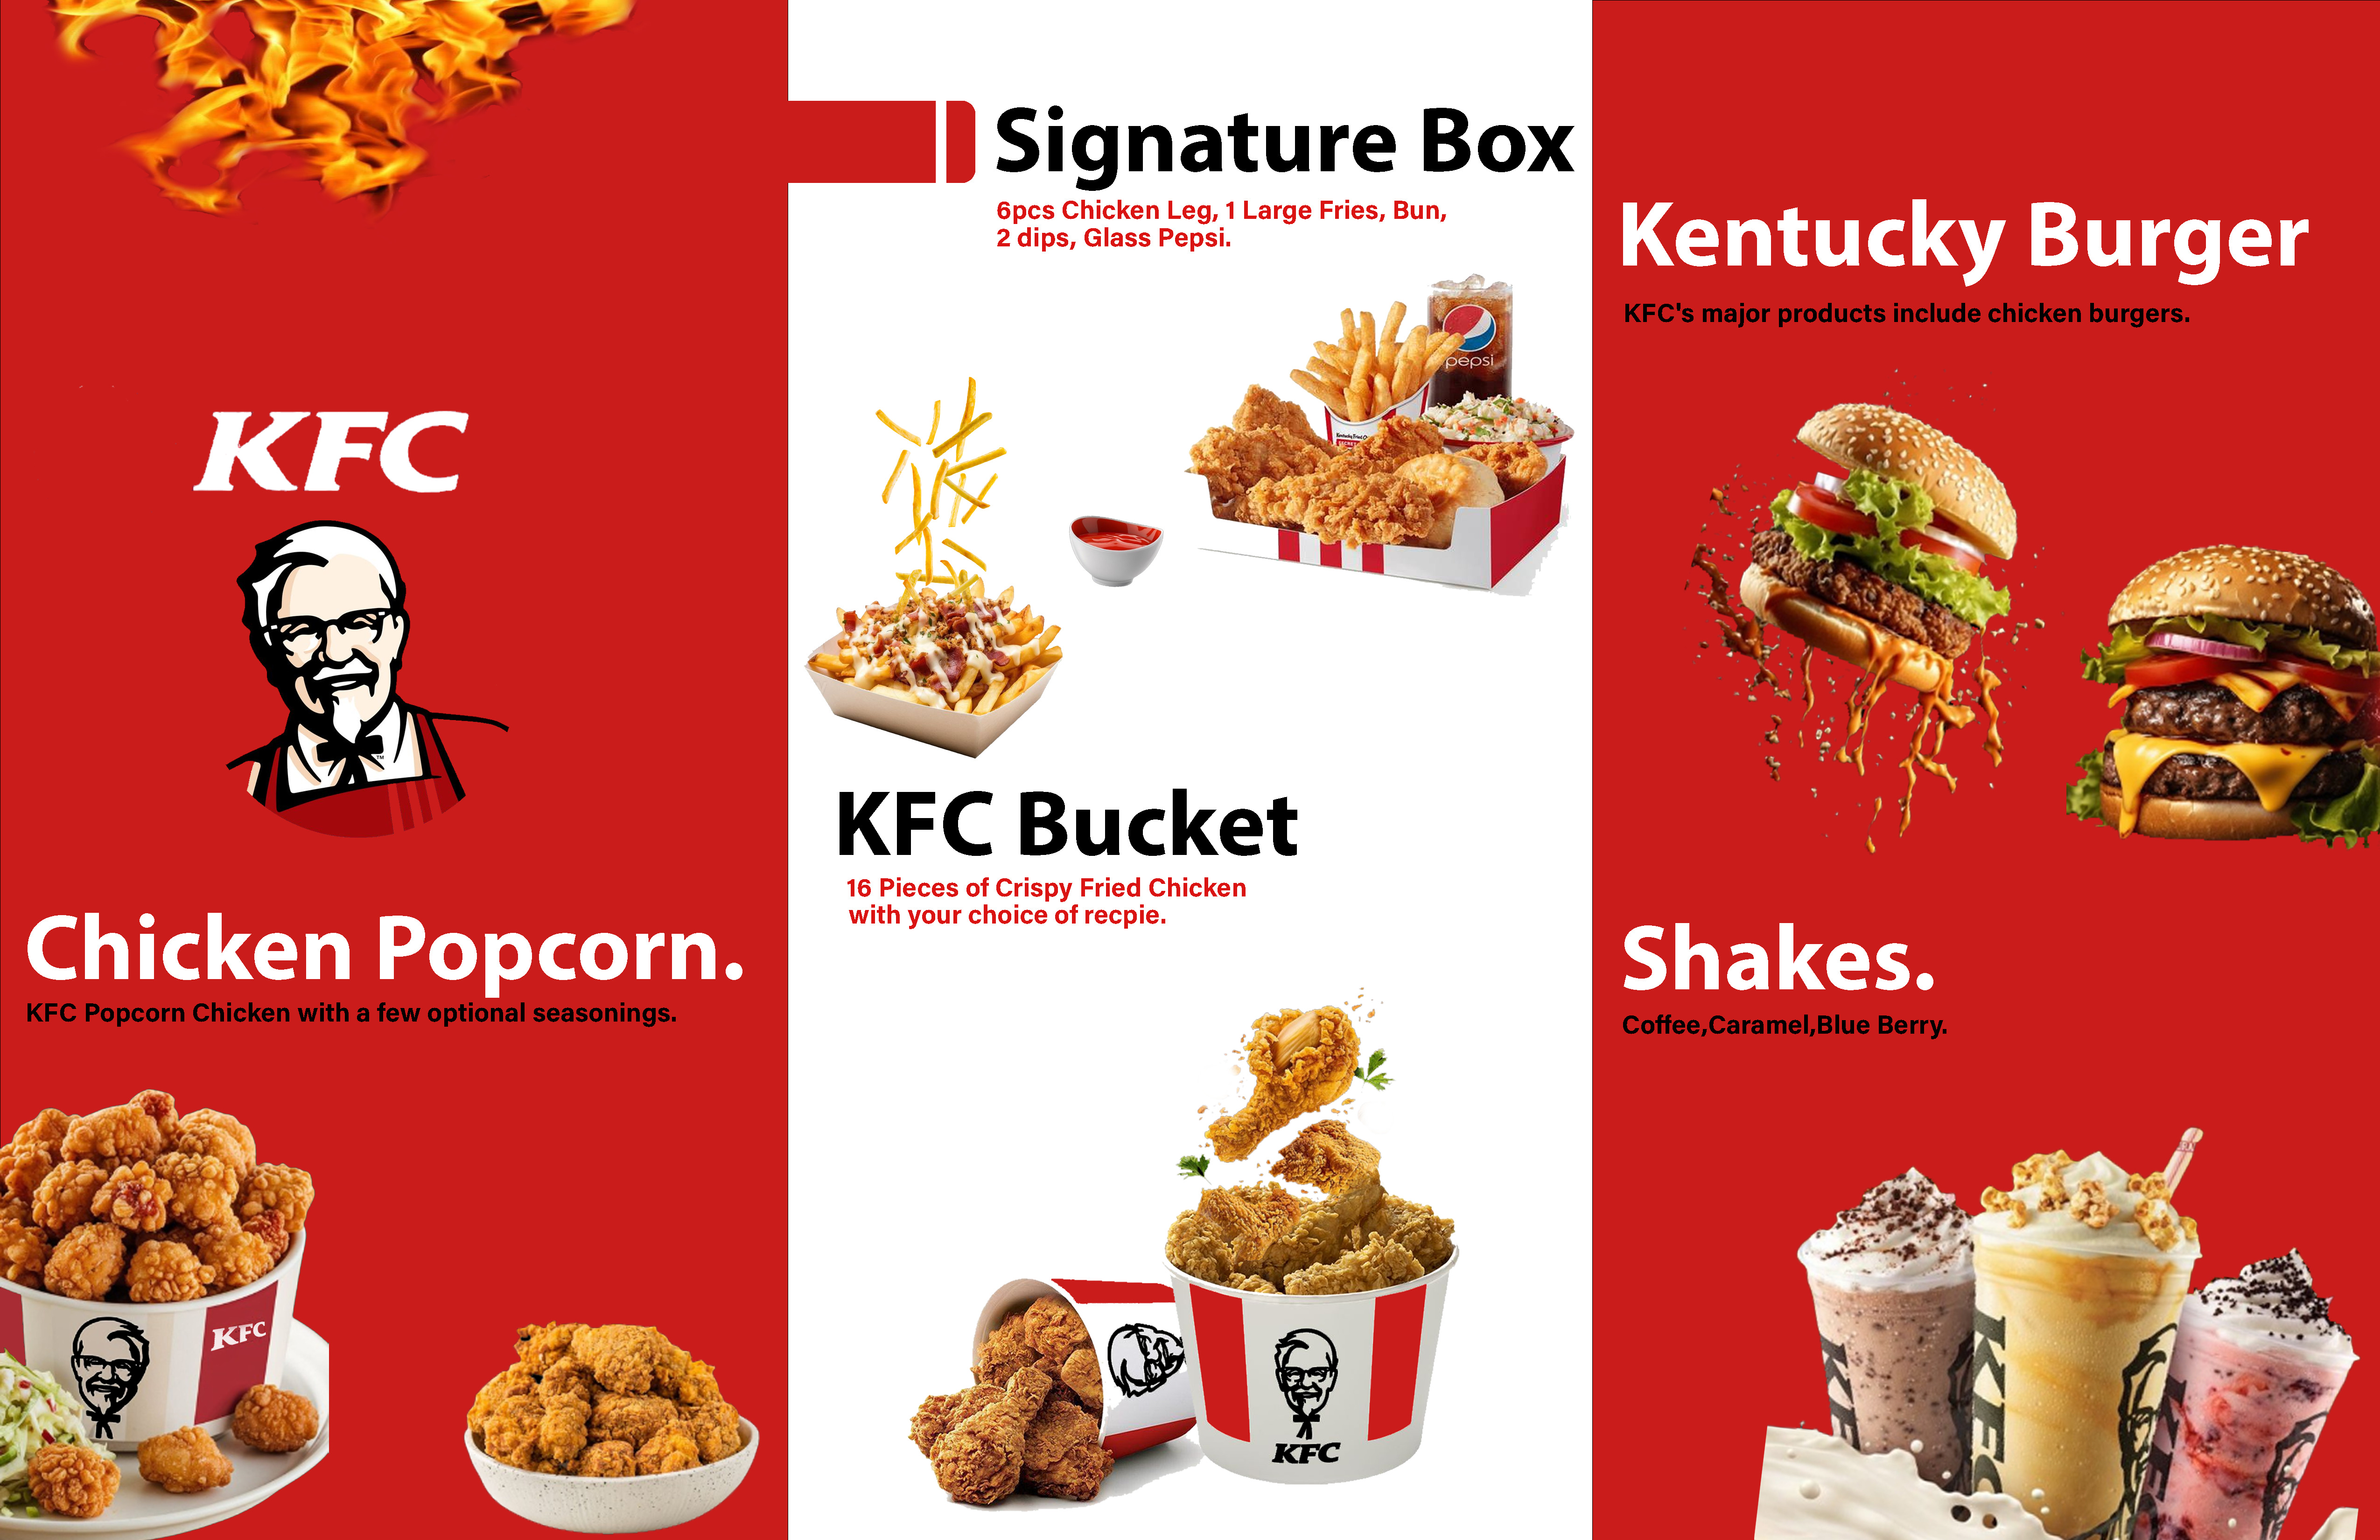 KFC
™
Chicken Popcorn.
KFC Popcorn Chicken with a few optional seasonings.
KFC
Signature Box
6pcs Chicken Leg, 1 Large Fries, Bun,
2 dips, Glass Pepsi.
pepsi
KFC Bucket
16 Pieces of Crispy Fried Chicken
with your choice of recpie.
KFC
Kentucky Burger
KFC's major products include chicken burgers.
Shakes.
Coffee,Caramel,Blue Berry.
KFC